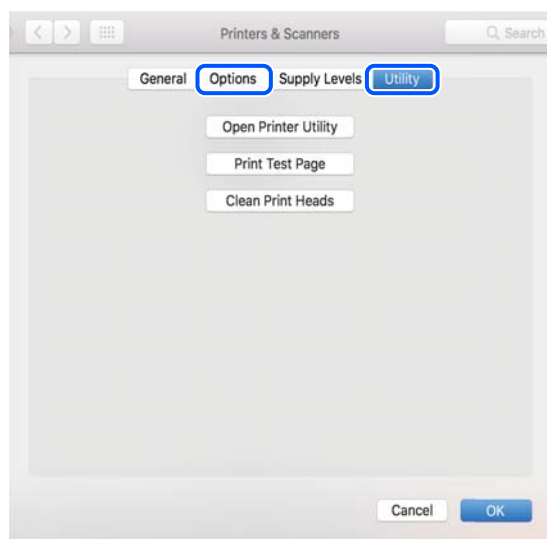 Printers & Scanners Search
General Options Supply Levels Utility
Open Printer Utility
Print Test Page
Clean Print Heads
Cancel OK